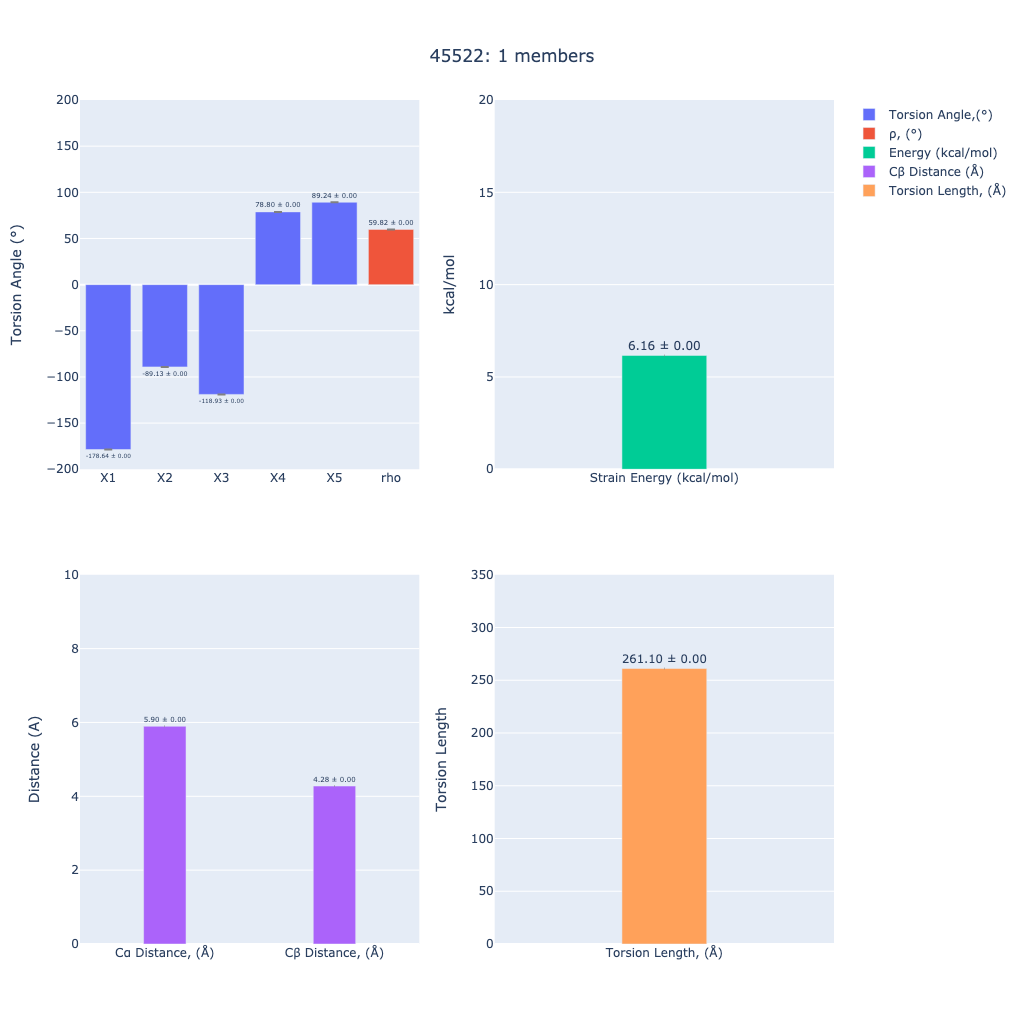 45522: 1 members
Torsion Angle (°)
200
150
100
50
0
−50
−100
−150
−200
-178.64 ± 0.00
-89.13 ± 0.00
-118.93 ± 0.00
78.80 ± 0.00
89.24 ± 0.00
59.82 ± 0.00
X1 X2 X3 X4 X5 rho
kcal/mol
20
15
10
5
0
6.16 ± 0.00
Strain Energy (kcal/mol)
Torsion Angle,(°)
ρ, (°)
Energy (kcal/mol)
Cβ Distance (Å)
Torsion Length, (Å)
Distance (A)
10
8
6
4
2
0
5.90 ± 0.00
4.28 ± 0.00
Cα Distance, (Å) Cβ Distance, (Å)
Torsion Length
350
300
250
200
150
100
50
0
261.10 ± 0.00
Torsion Length, (Å)